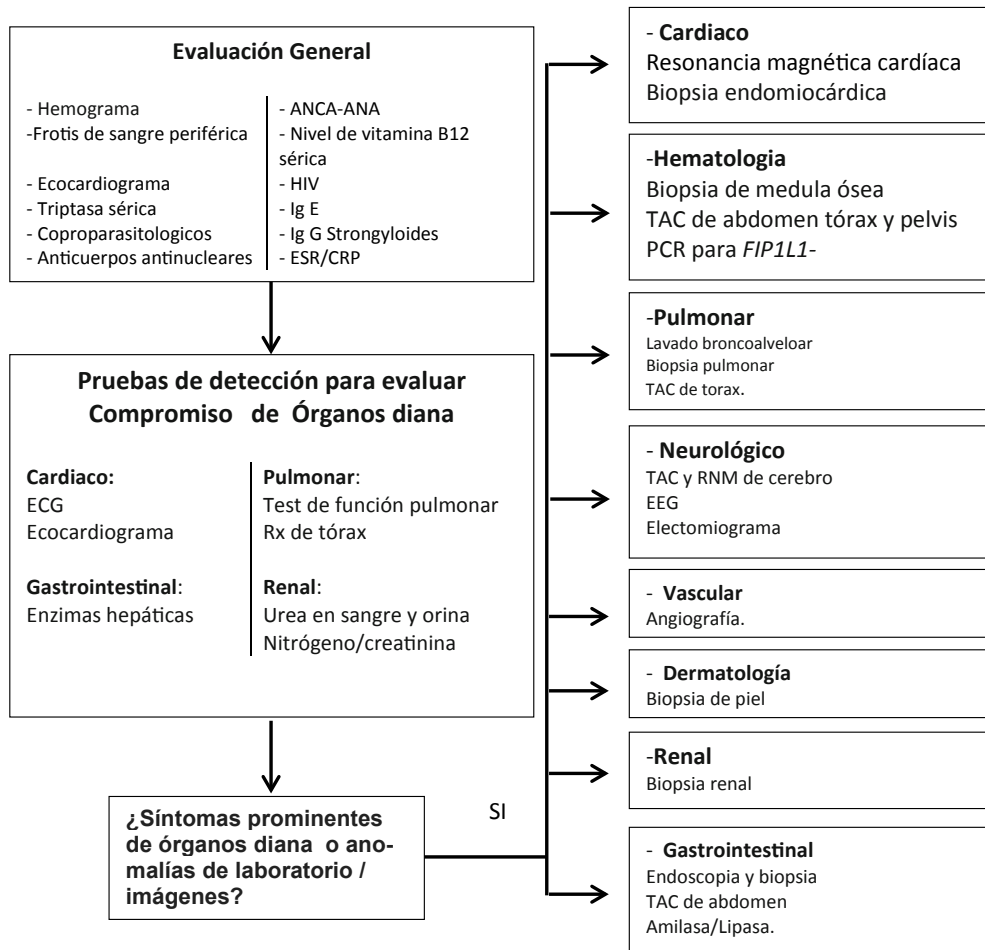 Evaluación General
- Hemograma
-Frotis de sangre periférica
- Ecocardiograma
- Triptasa sérica
- Coproparasitologicos
- Anticuerpos antinucleares
- ANCA-ANA
- Nivel de vitamina B12
sérica
- HIV
- Ig E
- Ig G Strongyloides
- ESR/CRP
Pruebas de detección para evaluar
Compromiso de Órganos diana
Cardiaco:
ECG
Ecocardiograma
Gastrointestinal:
Enzimas hepáticas
Pulmonar:
Test de función pulmonar
Rx de tórax
Renal:
Urea en sangre y orina
Nitrógeno/creatinina
¿Síntomas prominentes
de órganos diana o ano-
malías de laboratorio /
imágenes?
SI
- Cardiaco
Resonancia magnética cardíaca
Biopsia endomiocárdica
-Hematologia
Biopsia de medula ósea
TAC de abdomen tórax y pelvis
PCR para FIP1L1-
-Pulmonar
Lavado broncoalveloar
Biopsia pulmonar
TAC de torax.
- Neurológico
TAC y RNM de cerebro
EEG
Electomiograma
- Vascular
Angiografía.
- Dermatología
Biopsia de piel
-Renal
Biopsia renal
- Gastrointestinal
Endoscopia y biopsia
TAC de abdomen
Amilasa/Lipasa.